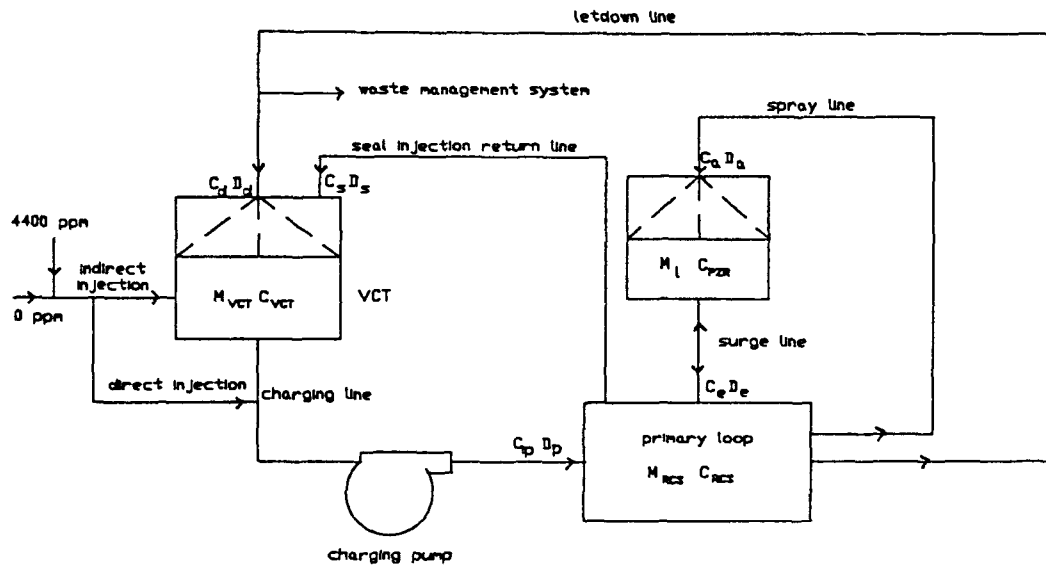 letdown line
waste management system
spray line
seal injection return line
C_d D_d
C_s D_s
C_a D_a
4400 ppm
indirect
injection
0 ppm
M_VCT C_VCT
VCT
M_l C_PZR
surge line
direct injection
charging line
C_e D_e
primary loop
M_RCS C_RCS
C_p D_p
charging pump